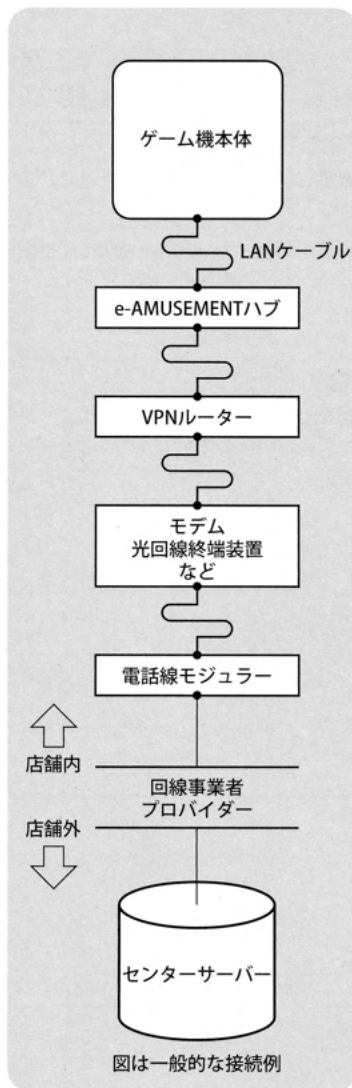 ゲーム機本体
LANケーブル
e-AMUSEMENTハブ
VPNルーター
モデム
光回線終端装置
など
電話線モジュラー
店舗内
回線事業者
プロバイダー
店舗外
センターサーバー
図は一般的な接続例